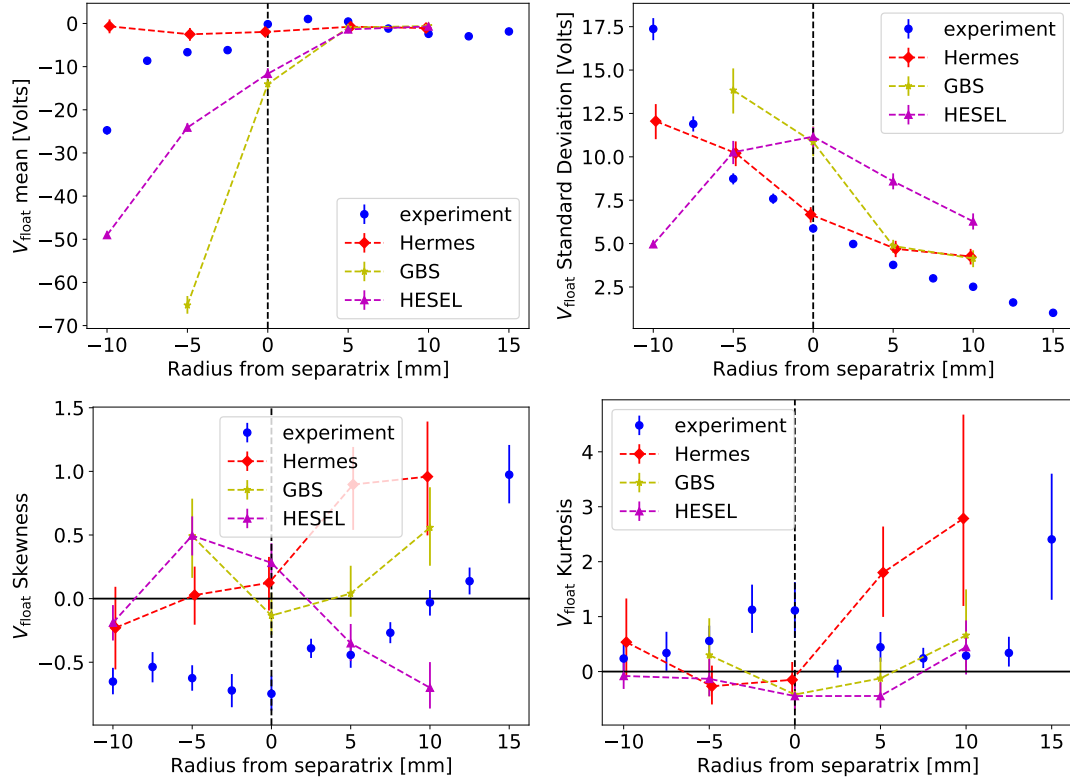 0
−10
−20
−30
−40
−50
−60
−70
V_float mean [Volts]
experiment
Hermes
GBS
HESEL
−10 −5 0 5 10 15
Radius from separatrix [mm]
17.5
15.0
12.5
10.0
7.5
5.0
2.5
V_float Standard Deviation [Volts]
experiment
Hermes
GBS
HESEL
−10 −5 0 5 10 15
Radius from separatrix [mm]
1.5
1.0
0.5
0.0
−0.5
V_float Skewness
experiment
Hermes
GBS
HESEL
−10 −5 0 5 10 15
Radius from separatrix [mm]
4
3
2
1
0
V_float Kurtosis
experiment
Hermes
GBS
HESEL
−10 −5 0 5 10 15
Radius from separatrix [mm]